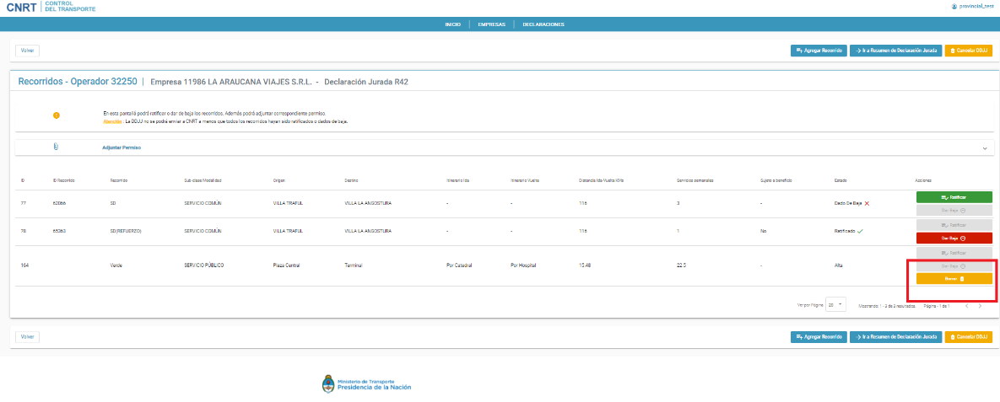 CNRT CONTROL
DEL TRANSPORTE
provincial_test
INICIO EMPRESAS DECLARACIONES
Volver Agregar Recorrido Ir a Resumen de Declaración Jurada Cancelar DDJJ
Recorridos - Operador 32250 | Empresa 11986 LA ARAUCANA VIAJES S.R.L. - Declaración Jurada R42
En esta pantalla podrá ratificar o dar de baja los recorridos. Además podrá adjuntar correspondiente permiso.
Atención : La DDJJ no se podrá enviar a CNRT a menos que todos los recorridos hayan sido ratificados o dados de baja.
Adjuntar Permiso
ID ID Recorrido Recorrido Sub-clase Modalidad Origen Destino Itinerario Ida Itinerario Vuelta Distancia Ida-Vuelta KMs Servicios semanales Sujeto a beneficio Estado Acciones
Ratificar
77 62066 SD SERVICIO COMÚN VILLA TRAFUL VILLA LA ANGOSTURA - - 116 3 - Dado De Baja
Dar Baja
Ratificar
78 65363 SD(REFUERZO) SERVICIO COMÚN VILLA TRAFUL VILLA LA ANGOSTURA - - 116 1 No Ratificado
Dar Baja
Ratificar
164 Verde SERVICIO PÚBLICO Plaza Central Terminal Por Catedral Por Hospital 15.48 22.5 - Alta Dar Baja
Borrar
Ver por Página 20 Mostrando: 1 - 3 de 3 resultados Página - 1 de 1
Volver Agregar Recorrido Ir a Resumen de Declaración Jurada Cancelar DDJJ
Ministerio de Transporte
Presidencia de la Nación